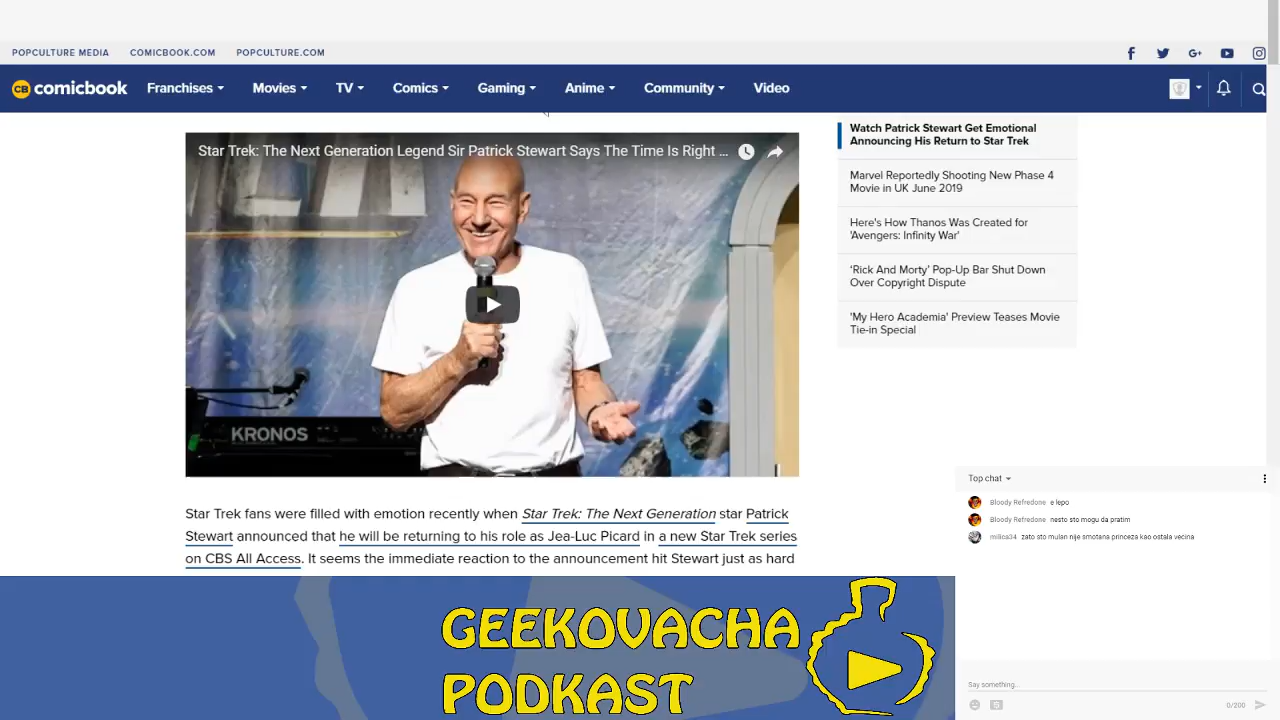 POPCULTURE MEDIA COMICBOOK.COM POPCULTURE.COM
CB comicbook Franchises Movies TV Comics Gaming Anime Community Video
Star Trek: The Next Generation Legend Sir Patrick Stewart Says The Time Is Right ...
KRONOS
Star Trek fans were filled with emotion recently when Star Trek: The Next Generation star Patrick
Stewart announced that he will be returning to his role as Jea-Luc Picard in a new Star Trek series
on CBS All Access. It seems the immediate reaction to the announcement hit Stewart just as hard
Watch Patrick Stewart Get Emotional
Announcing His Return to Star Trek
Marvel Reportedly Shooting New Phase 4
Movie in UK June 2019
Here's How Thanos Was Created for
'Avengers: Infinity War'
‘Rick And Morty’ Pop-Up Bar Shut Down
Over Copyright Dispute
'My Hero Academia' Preview Teases Movie
Tie-in Special
Top chat
Bloody Refredone e lepo
Bloody Refredone nesto sto mogu da pratim
milica34 zato sto mulan nije smotana princeza kao ostala vecina
Say something...
0/200
GEEKOVACHA
PODKAST